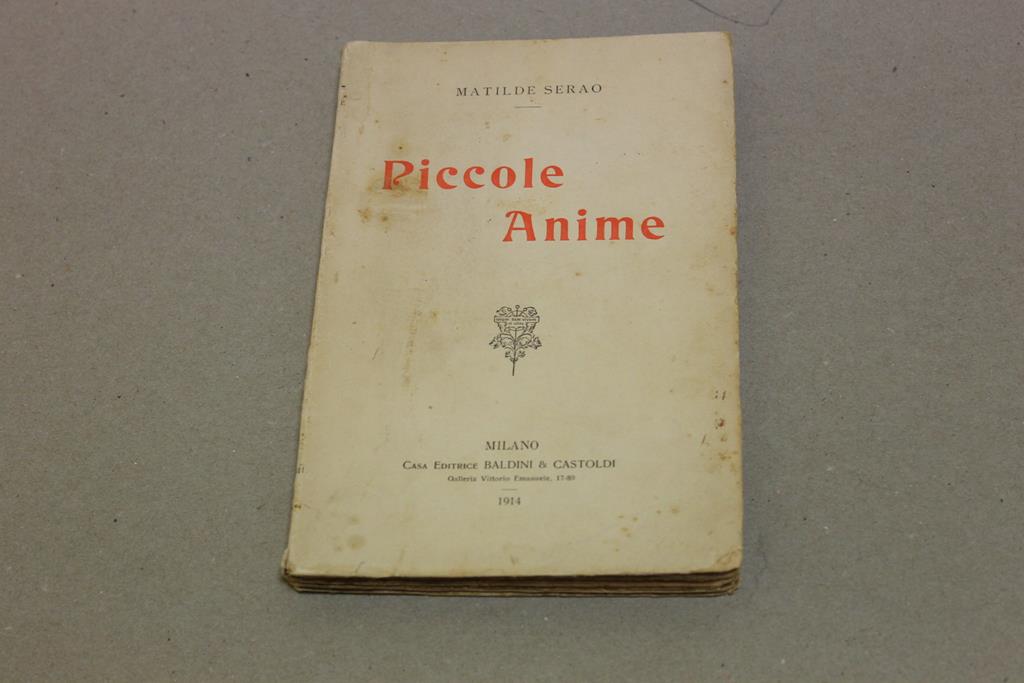 MATILDE SERAO
Piccole
Anime
MILANO
CASA EDITRICE BALDINI & CASTOLDI
Galleria Vittorio Emanuele, 17-80
1914